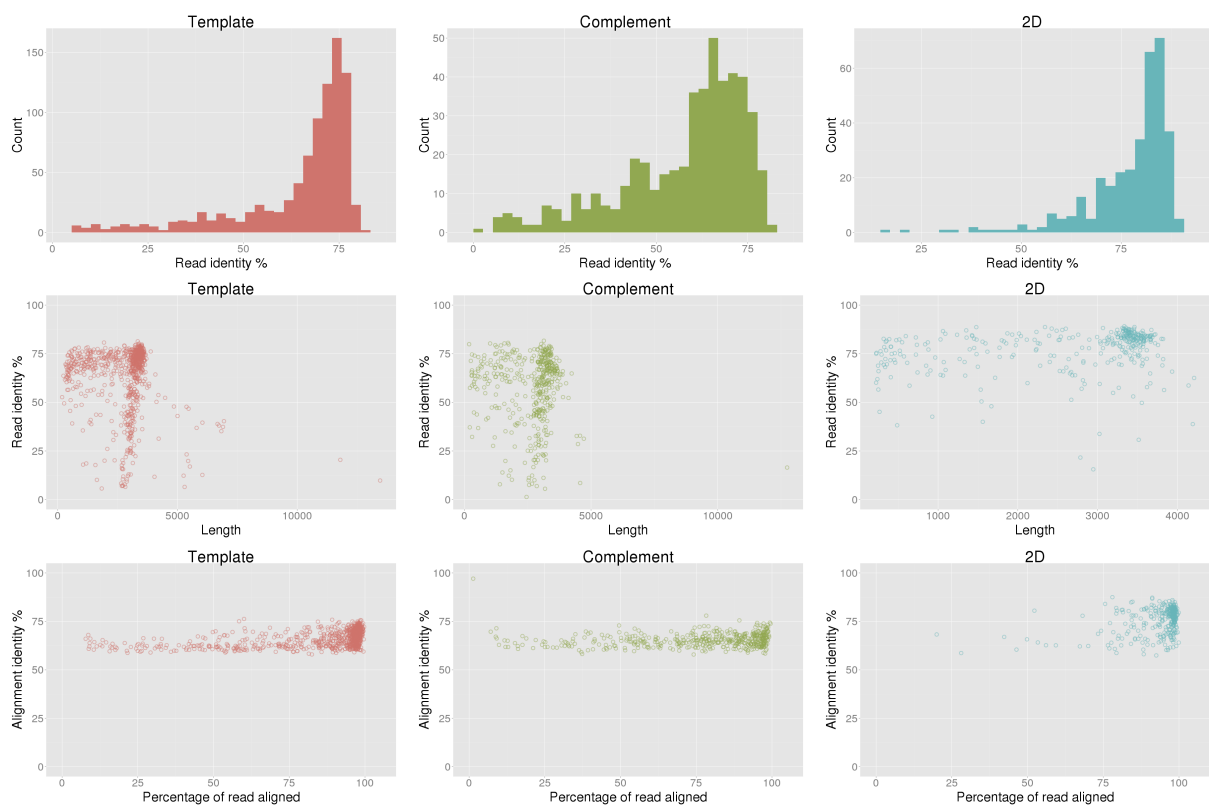 Template
Complement
2D
150
100
50
0
Count
25
50
75
Read identity %
50
40
30
20
10
0
Count
0
25
50
75
Read identity %
60
40
20
0
Count
25
50
75
Read identity %
Template
Complement
2D
100
75
50
25
0
Read identity %
0
5000
10000
Length
100
75
50
25
0
Read identity %
0
5000
10000
Length
100
75
50
25
0
Read identity %
1000
2000
3000
4000
Length
Template
Complement
2D
100
75
50
25
0
Alignment identity %
0
25
50
75
100
Percentage of read aligned
100
75
50
25
0
Alignment identity %
0
25
50
75
100
Percentage of read aligned
100
75
50
25
0
Alignment identity %
0
25
50
75
100
Percentage of read aligned